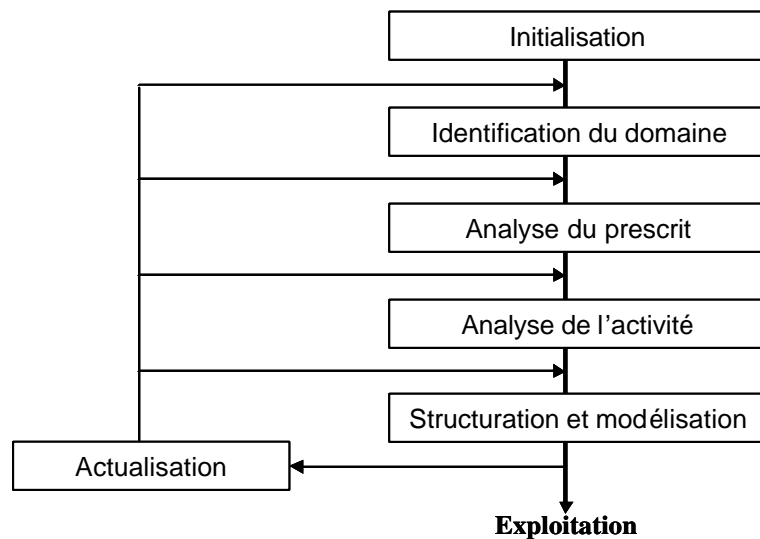 Initialisation
Identification du domaine
Analyse du prescrit
Analyse de l'activité
Structuration et modélisation
Actualisation
Exploitation